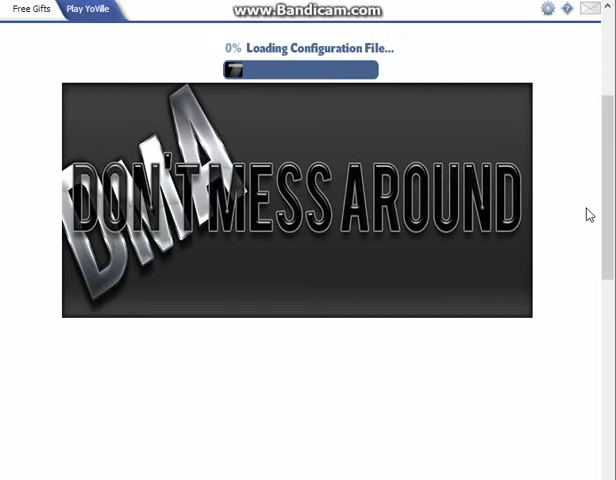 www.Bandicam.com
Free Gifts
Play YoVille
0% Loading Configuration File...
DMA
DON'T MESS AROUND